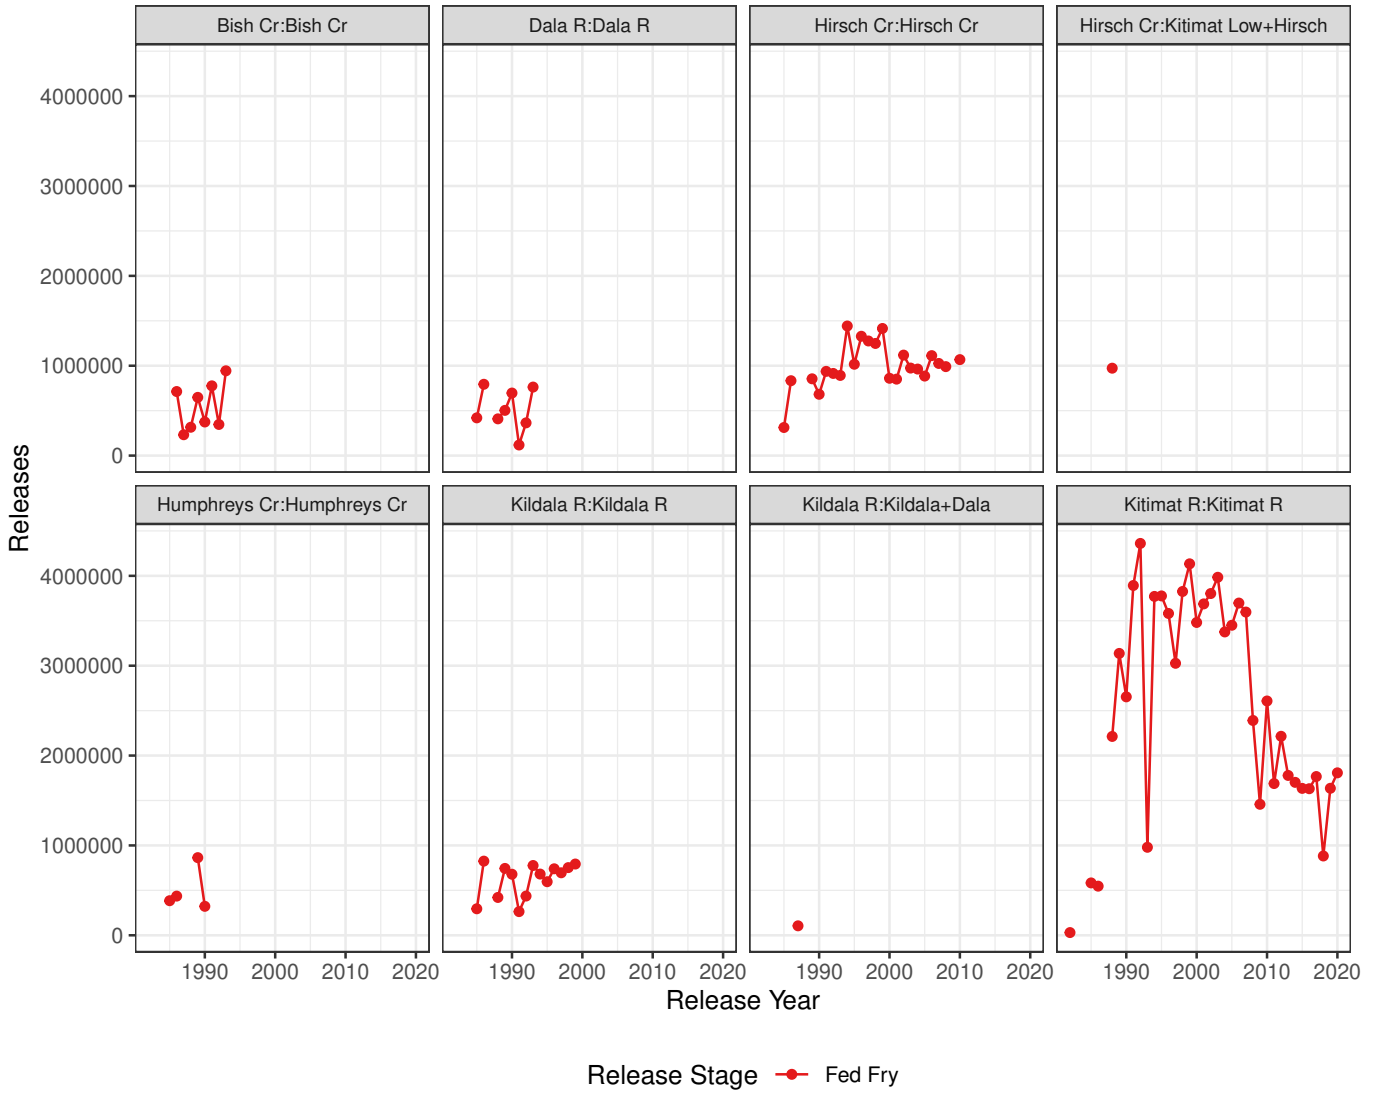 Bish Cr:Bish Cr
Dala R:Dala R
Hirsch Cr:Hirsch Cr
Hirsch Cr:Kitimat Low+Hirsch
4000000
3000000
2000000
1000000
0
Humphreys Cr:Humphreys Cr
Kildala R:Kildala R
Kildala R:Kildala+Dala
Kitimat R:Kitimat R
4000000
3000000
2000000
1000000
0
Releases
1990 2000 2010 2020
1990 2000 2010 2020
1990 2000 2010 2020
1990 2000 2010 2020
Release Year
Release Stage Fed Fry